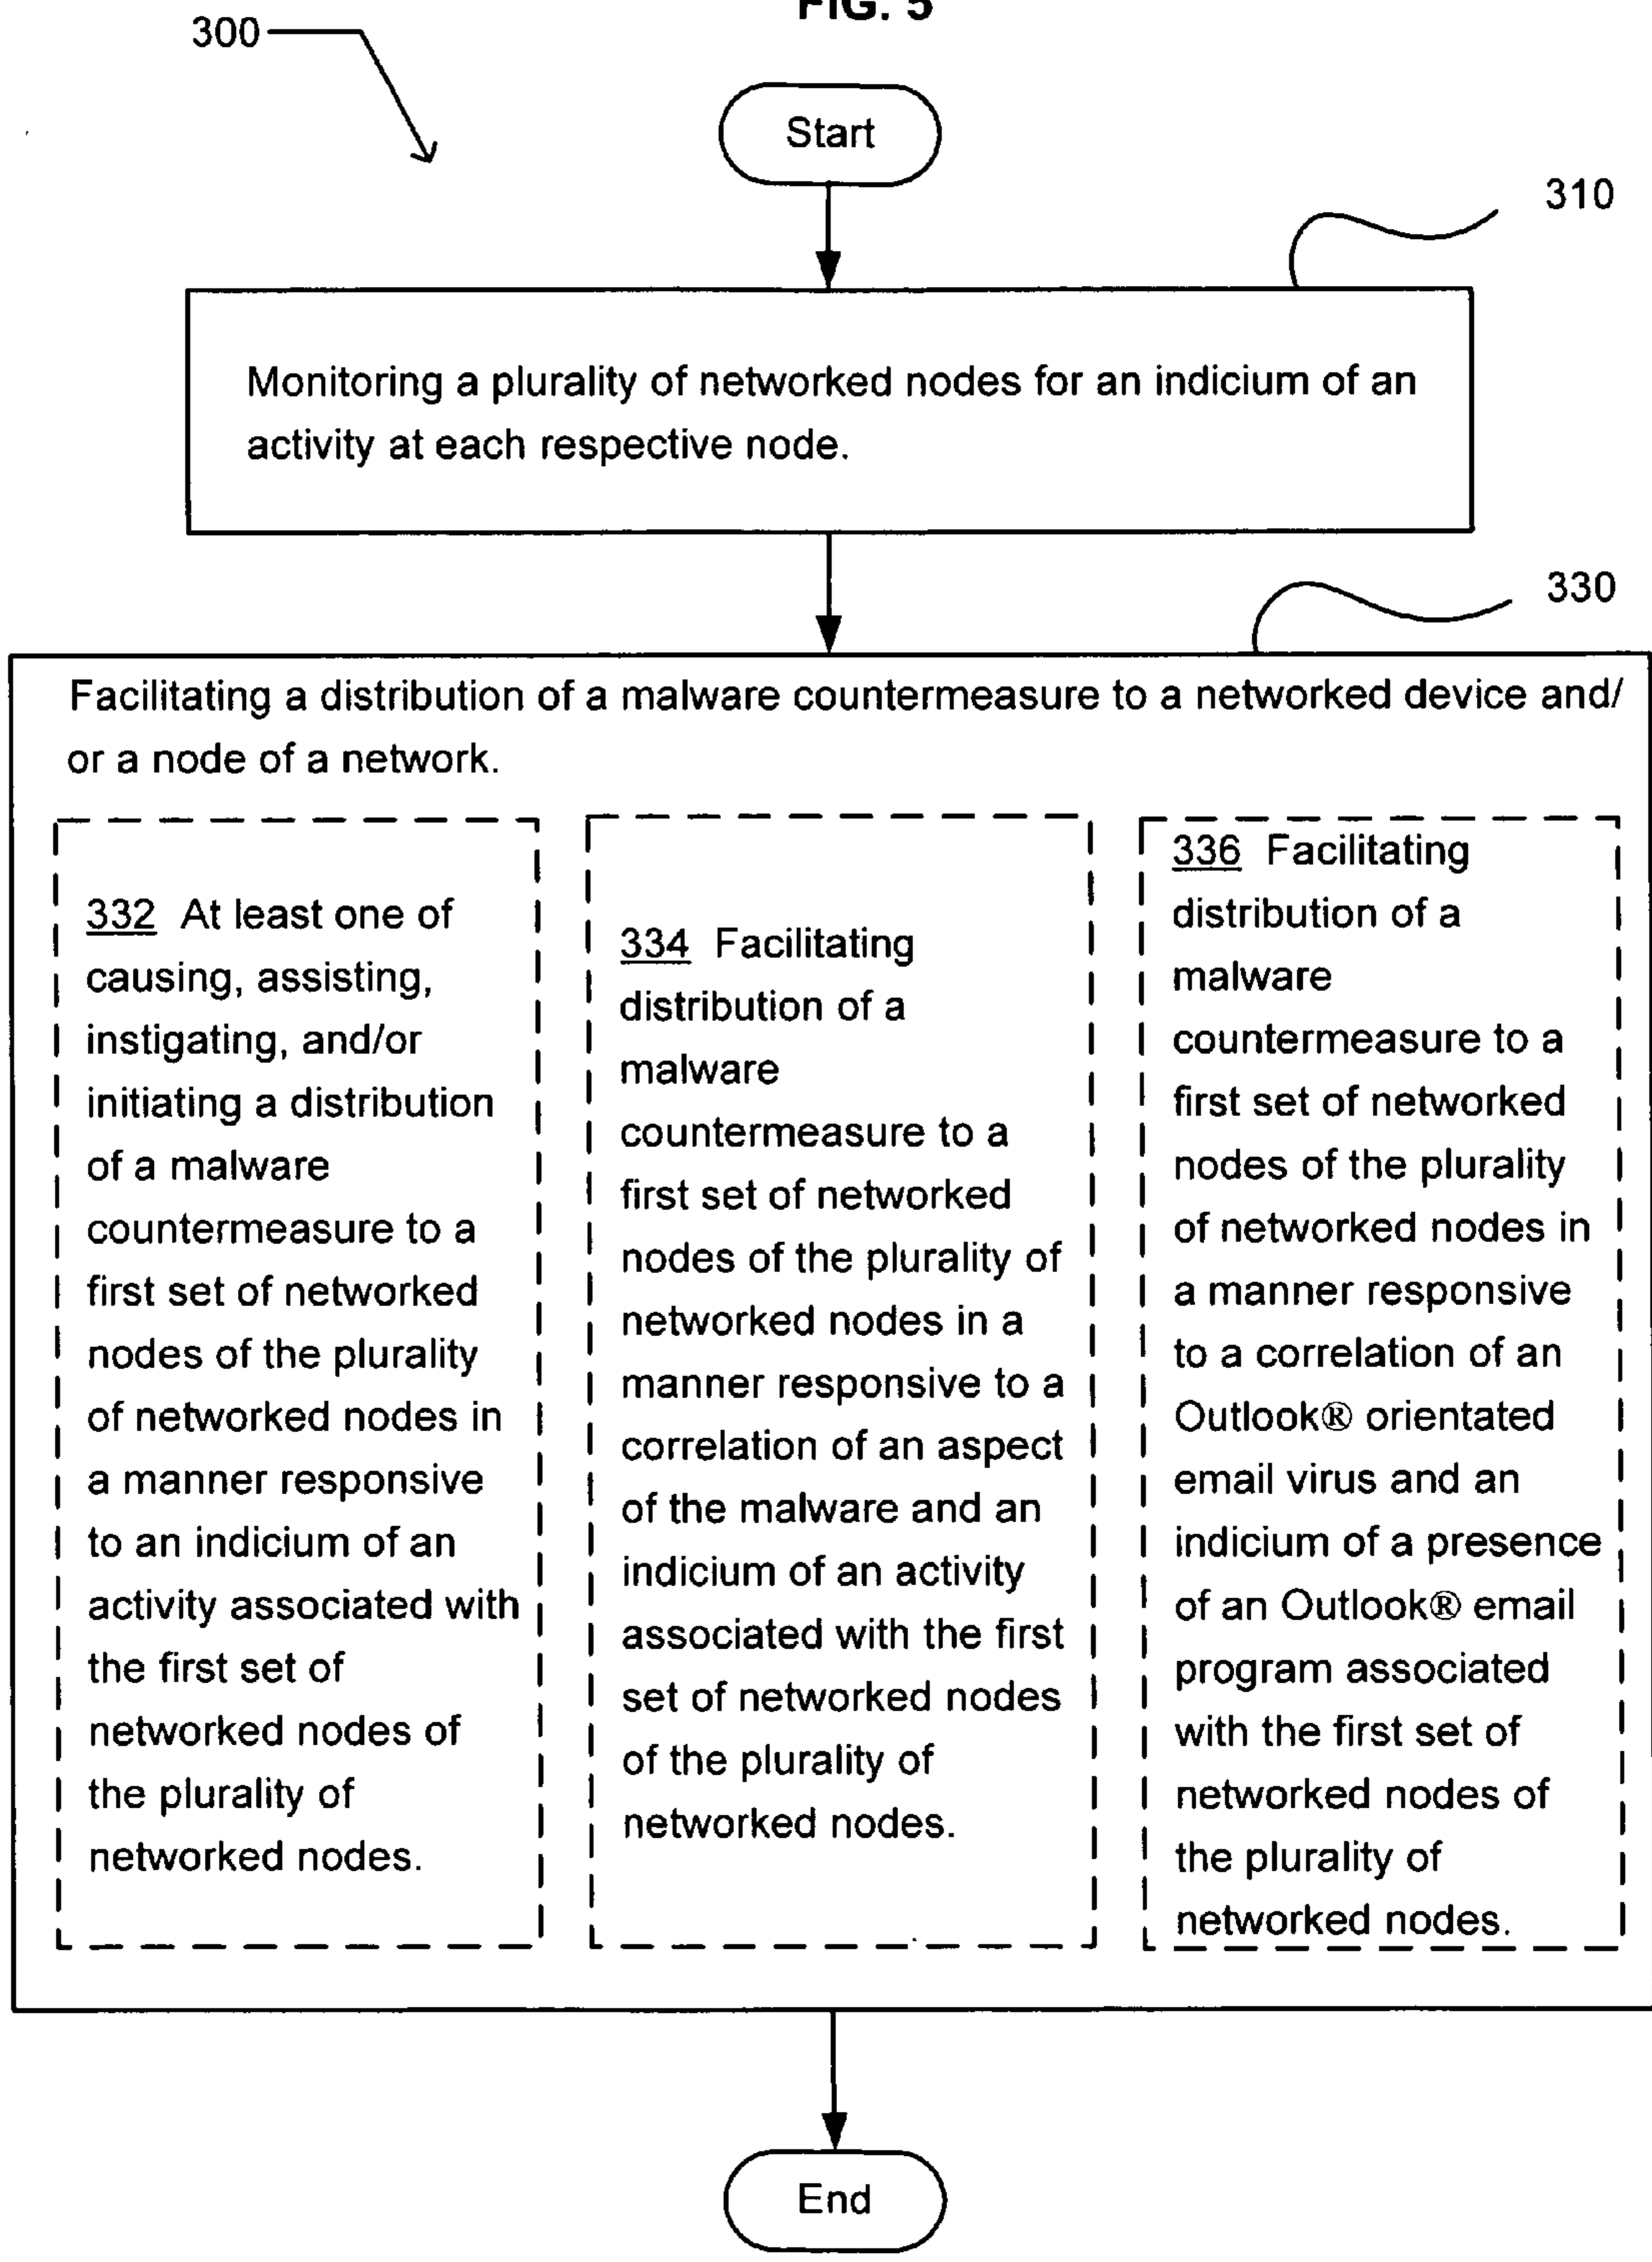 FIG. 5
300
Start
310
Monitoring a plurality of networked nodes for an indicium of an
activity at each respective node.
330
Facilitating a distribution of a malware countermeasure to a networked device and/
or a node of a network.
332 At least one of
causing, assisting,
instigating, and/or
initiating a distribution
of a malware
countermeasure to a
first set of networked
nodes of the plurality
of networked nodes in
a manner responsive
to an indicium of an
activity associated with
the first set of
networked nodes of
the plurality of
networked nodes.
334 Facilitating
distribution of a
malware
countermeasure to a
first set of networked
nodes of the plurality of
networked nodes in a
manner responsive to a
correlation of an aspect
of the malware and an
indicium of an activity
associated with the first
set of networked nodes
of the plurality of
networked nodes.
336 Facilitating
distribution of a
malware
countermeasure to a
first set of networked
nodes of the plurality
of networked nodes in
a manner responsive
to a correlation of an
Outlook® orientated
email virus and an
indicium of a presence
of an Outlook® email
program associated
with the first set of
networked nodes of
the plurality of
networked nodes.
End